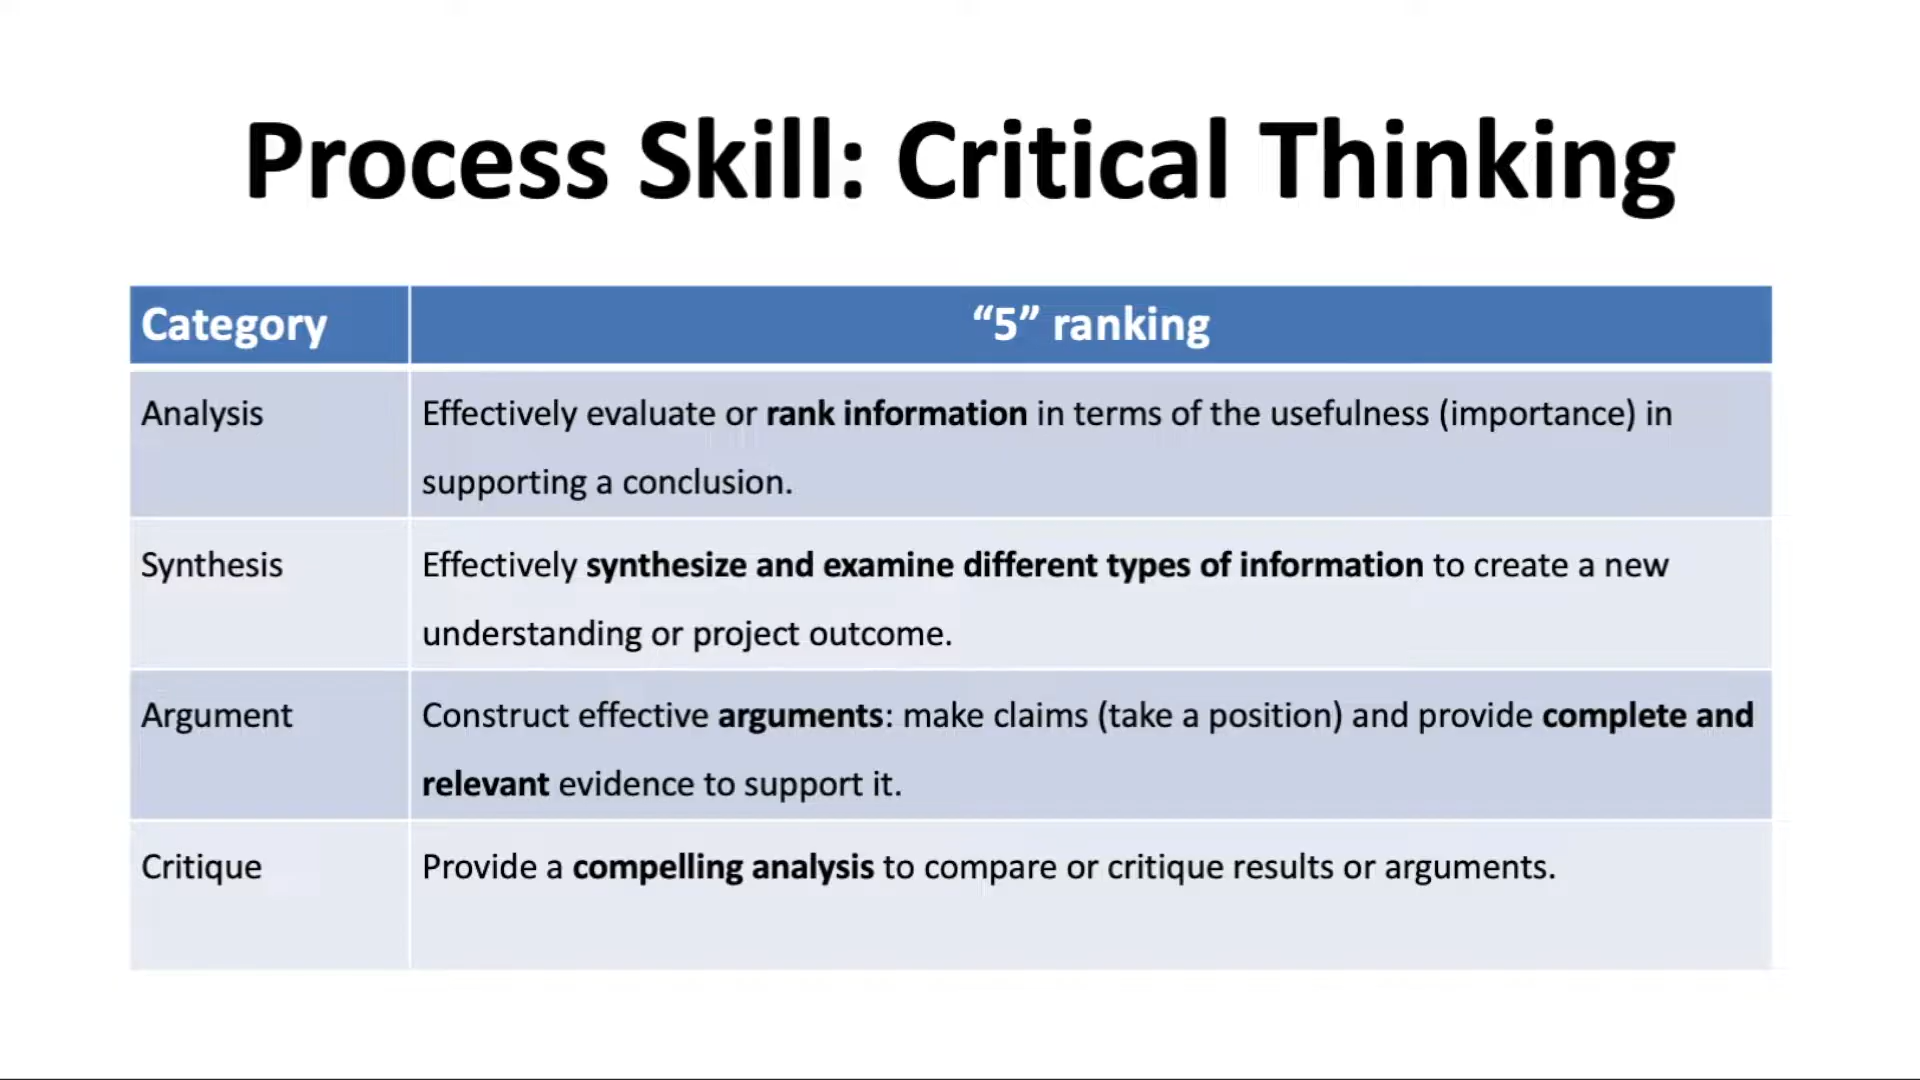 Process Skill: Critical Thinking
Category
“5” ranking
Analysis
Effectively evaluate or rank information in terms of the usefulness (importance) in
supporting a conclusion.
Synthesis
Effectively synthesize and examine different types of information to create a new
understanding or project outcome.
Argument
Construct effective arguments: make claims (take a position) and provide complete and
relevant evidence to support it.
Critique
Provide a compelling analysis to compare or critique results or arguments.